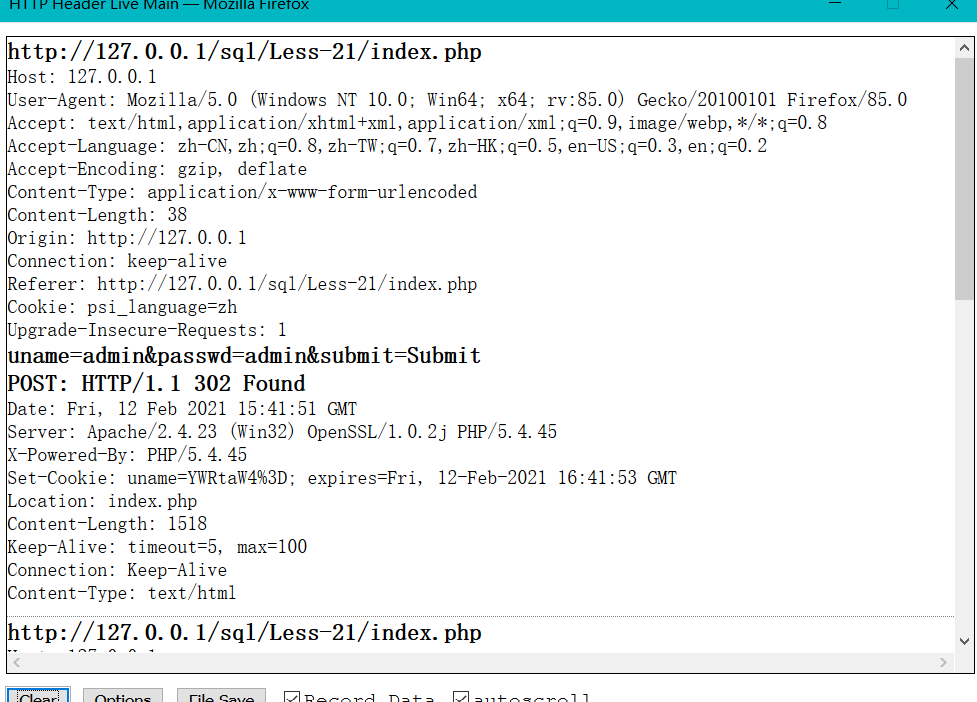 HTTP Header Live Main — Mozilla Firefox
http://127.0.0.1/sql/Less-21/index.php
Host: 127.0.0.1
User-Agent: Mozilla/5.0 (Windows NT 10.0; Win64; x64; rv:85.0) Gecko/20100101 Firefox/85.0
Accept: text/html,application/xhtml+xml,application/xml;q=0.9,image/webp,*/*;q=0.8
Accept-Language: zh-CN,zh;q=0.8,zh-TW;q=0.7,zh-HK;q=0.5,en-US;q=0.3,en;q=0.2
Accept-Encoding: gzip, deflate
Content-Type: application/x-www-form-urlencoded
Content-Length: 38
Origin: http://127.0.0.1
Connection: keep-alive
Referer: http://127.0.0.1/sql/Less-21/index.php
Cookie: psi_language=zh
Upgrade-Insecure-Requests: 1
uname=admin&passwd=admin&submit=Submit
POST: HTTP/1.1 302 Found
Date: Fri, 12 Feb 2021 15:41:51 GMT
Server: Apache/2.4.23 (Win32) OpenSSL/1.0.2j PHP/5.4.45
X-Powered-By: PHP/5.4.45
Set-Cookie: uname=YWRtaW4%3D; expires=Fri, 12-Feb-2021 16:41:53 GMT
Location: index.php
Content-Length: 1518
Keep-Alive: timeout=5, max=100
Connection: Keep-Alive
Content-Type: text/html
http://127.0.0.1/sql/Less-21/index.php
Clear Options File Save Record Data autoscroll